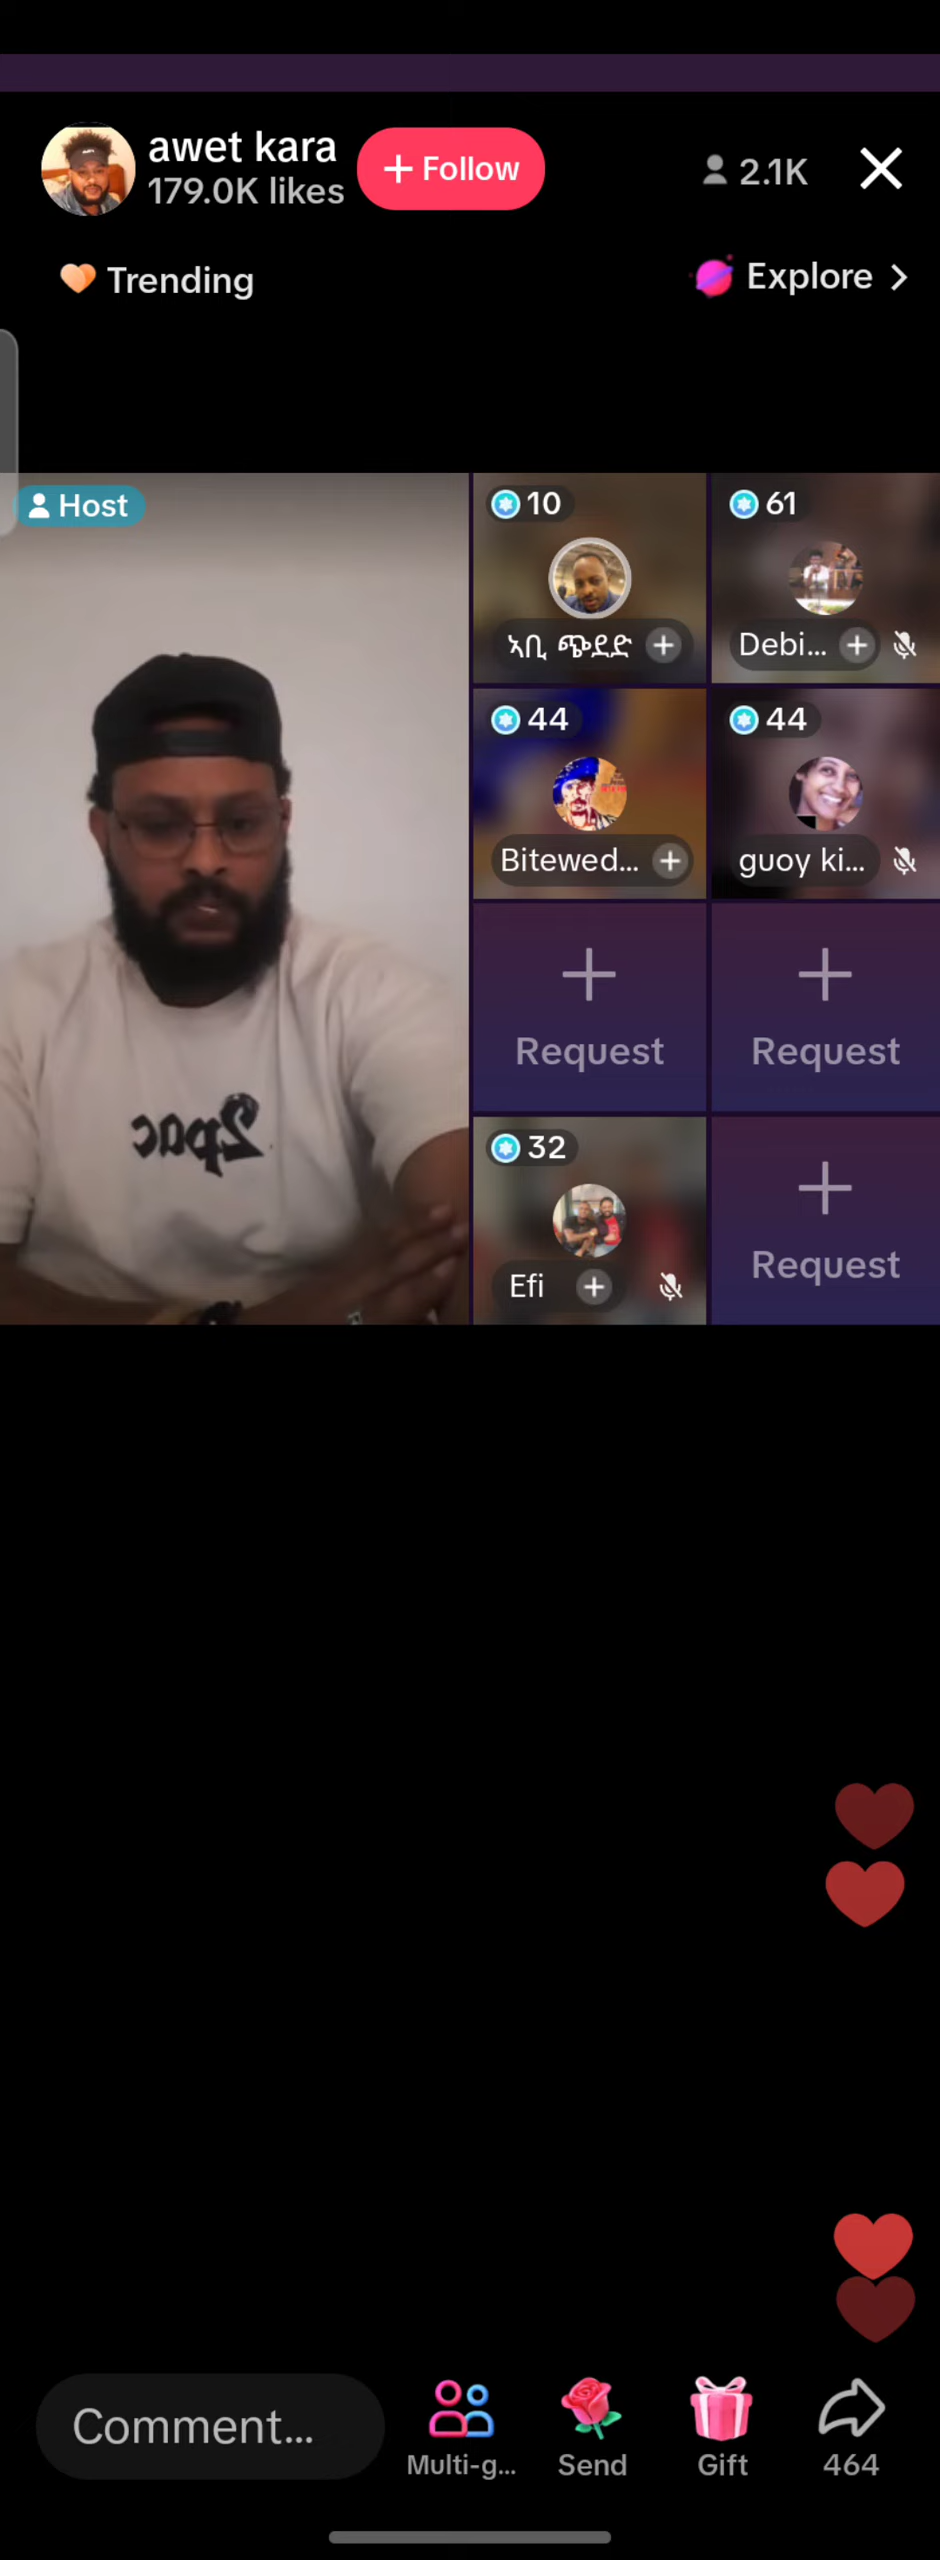 awet kara
179.0K likes
+ Follow
2.1K
Trending
Explore >
Host
10
61
ኣቢ ጭደድ
Debi...
44
44
Bitewed...
guoy ki...
Request
Request
32
Efi
Request
2pac
Comment...
Multi-g...
Send
Gift
464